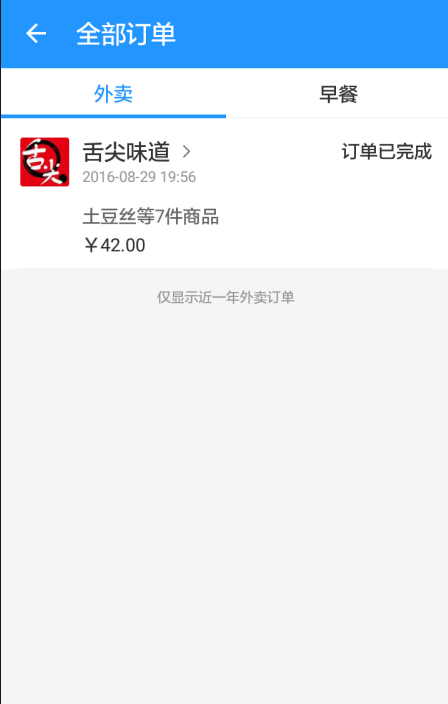 全部订单
外卖
早餐
舌尖
舌尖味道
订单已完成
2016-08-29 19:56
土豆丝等7件商品
￥42.00
仅显示近一年外卖订单